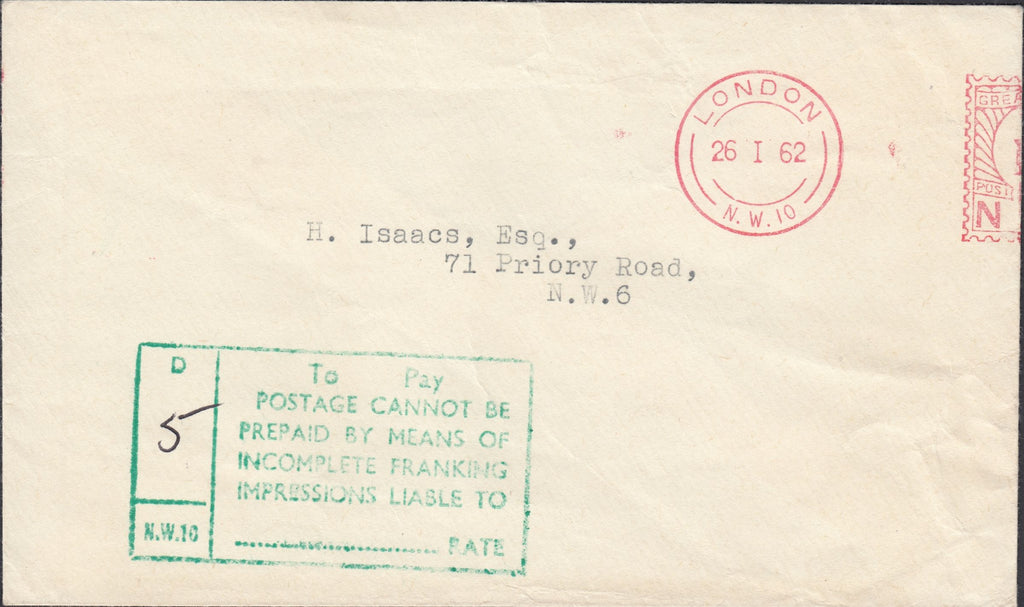 LONDON
26 I 62
N.W.10
GREA
POST
N
H. Isaacs, Esq.,
71 Priory Road,
N.W.6
D
5
N.W.10
To Pay
POSTAGE CANNOT BE
PREPAID BY MEANS OF
INCOMPLETE FRANKING
IMPRESSIONS LIABLE TO
RATE